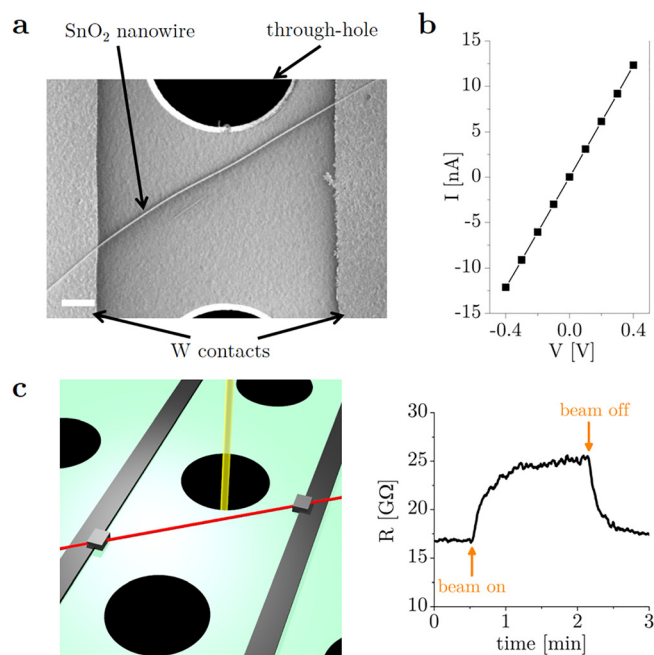 a
SnO₂ nanowire
through-hole
W contacts
b
15
10
5
0
-5
-10
-15
I [nA]
-0.4
0.0
0.4
V [V]
c
beam off
30
25
20
15
10
R [GΩ]
beam on
0
1
2
3
time [min]